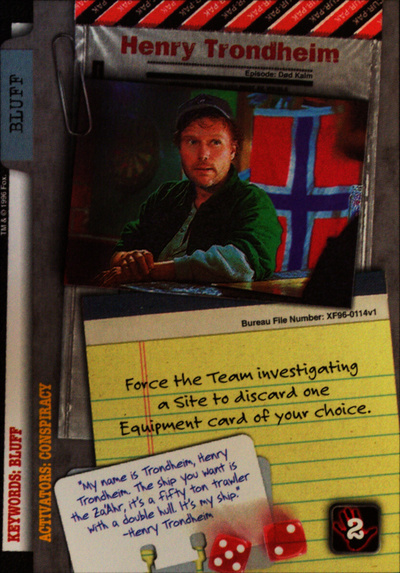 Henry Trondheim
Episode: Død Kalm
BLUFF
TM & © 1996 Fox.
Bureau File Number: XF96-0114v1
Force the Team investigating
a Site to discard one
Equipment card of your choice.
KEYWORDS: BLUFF
ACTIVATORS: CONSPIRACY
"My name is Trondheim, Henry
Trondheim. The ship you want is
the Za'Ahr, it's a fifty ton trawler
with a double hull. It's my ship."
-Henry Trondheim
2